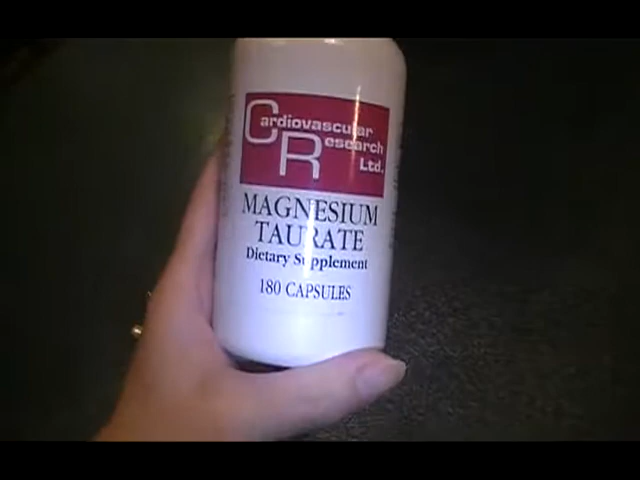 Cardiovascular
Research
Ltd.
MAGNESIUM
TAURATE
Dietary Supplement
180 CAPSULES